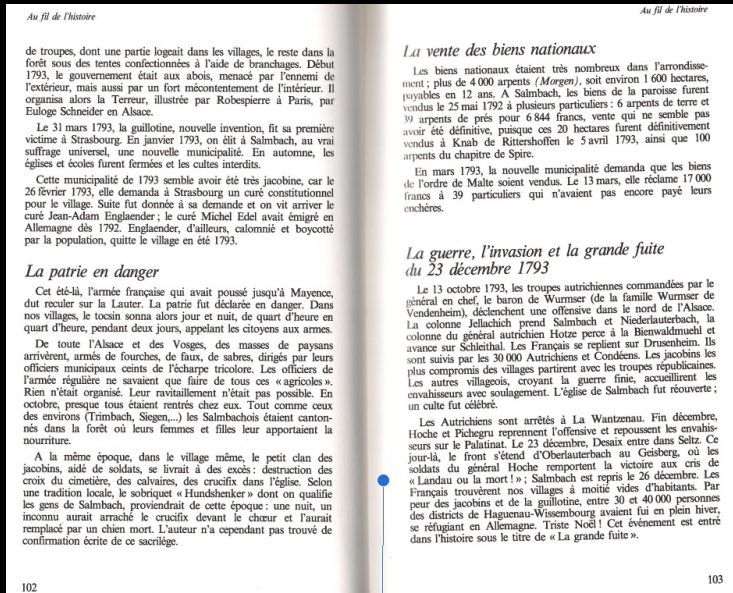 Au fil de l'histoire
de troupes, dont une partie logeait dans les villages, le reste dans la
forêt sous des tentes confectionnées à l'aide de branchages. Début
1793, le gouvernement était aux abois, menacé par l'ennemi de
l'extérieur, mais aussi par un fort mécontentement de l'intérieur. Il
organisa alors la Terreur, illustrée par Robespierre à Paris, par
Euloge Schneider en Alsace.
Le 31 mars 1793, la guillotine, nouvelle invention, fit sa première
victime à Strasbourg. En janvier 1793, on élit à Salmbach, au vrai
suffrage universel, une nouvelle municipalité. En automne, les
églises et écoles furent fermées et les cultes interdits.
Cette municipalité de 1793 semble avoir été très jacobine, car le
26 février 1793, elle demanda à Strasbourg un curé constitutionnel
pour le village. Suite fut donnée à sa demande et on vit arriver le
curé Jean-Adam Englaender ; le curé Michel Edel avait émigré en
Allemagne dès 1792. Englaender, d'ailleurs, calomnié et boycotté
par la population, quitte le village en été 1793.
La patrie en danger
Cet été-là, l'armée française qui avait poussé jusqu'à Mayence,
dut reculer sur la Lauter. La patrie fut déclarée en danger. Dans
nos villages, le tocsin sonna alors jour et nuit, de quart d'heure en
quart d'heure, pendant deux jours, appelant les citoyens aux armes.
De toute l'Alsace et des Vosges, des masses de paysans
arrivèrent, armés de fourches, de faux, de sabres, dirigés par leurs
officiers municipaux ceints de l'écharpe tricolore. Les officiers de
l'armée régulière ne savaient que faire de tous ces « agricoles ».
Rien n'était organisé. Leur ravitaillement n'était pas possible. En
octobre, presque tous étaient rentrés chez eux. Tout comme ceux
des environs (Trimbach, Siegen,...) les Salmbachois étaient canton-
nés dans la forêt où leurs femmes et filles leur apportaient la
nourriture.
A la même époque, dans le village même, le petit clan des
jacobins, aidé de soldats, se livrait à des excès : destruction des
croix du cimetière, des calvaires, des crucifix dans l'église. Selon
une tradition locale, le sobriquet « Hundshenker » dont on qualifie
les gens de Salmbach, proviendrait de cette époque : une nuit, un
inconnu aurait arraché le crucifix devant le chœur et l'aurait
remplacé par un chien mort. L'auteur n'a cependant pas trouvé de
confirmation écrite de ce sacrilège.
102
Au fil de l'histoire
La vente des biens nationaux
Les biens nationaux étaient très nombreux dans l'arrondisse-
ment ; plus de 4 000 arpents (Morgen), soit environ 1 600 hectares,
payables en 12 ans. A Salmbach, les biens de la paroisse furent
vendus le 25 mai 1792 à plusieurs particuliers : 6 arpents de terre et
39 arpents de prés pour 6 844 francs, vente qui ne semble pas
avoir été définitive, puisque ces 20 hectares furent définitivement
vendus à Knab de Rittershoffen le 5 avril 1793, ainsi que 100
arpents du chapitre de Spire.
En mars 1793, la nouvelle municipalité demanda que les biens
de l'ordre de Malte soient vendus. Le 13 mars, elle réclame 17 000
francs à 39 particuliers qui n'avaient pas encore payé leurs
enchères.
La guerre, l'invasion et la grande fuite
du 23 décembre 1793
Le 13 octobre 1793, les troupes autrichiennes commandées par le
général en chef, le baron de Wurmser (de la famille Wurmser de
Vendenheim), déclenchent une offensive dans le nord de l'Alsace.
La colonne Jellachich prend Salmbach et Niederlauterbach, la
colonne du général autrichien Hotze perce à la Bienwaldmuehl et
avance sur Schleithal. Les Français se replient sur Drusenheim. Ils
sont suivis par les 30 000 Autrichiens et Condéens. Les jacobins les
plus compromis des villages partirent avec les troupes républicaines.
Les autres villageois, croyant la guerre finie, accueillirent les
envahisseurs avec soulagement. L'église de Salmbach fut réouverte ;
un culte fut célébré.
Les Autrichiens sont arrêtés à La Wantzenau. Fin décembre,
Hoche et Pichegru reprennent l'offensive et repoussent les envahis-
seurs sur le Palatinat. Le 23 décembre, Desaix entre dans Seltz. Ce
jour-là, le front s'étend d'Oberlauterbach au Geisberg, où les
soldats du général Hoche remportent la victoire aux cris de
« Landau ou la mort ! » ; Salmbach est repris le 26 décembre. Les
Français trouvèrent nos villages à moitié vides d'habitants. Par
peur des jacobins et de la guillotine, entre 30 et 40 000 personnes
des districts de Haguenau-Wissembourg avaient fui en plein hiver,
se réfugiant en Allemagne. Triste Noël ! Cet événement est entré
dans l'histoire sous le titre de « La grande fuite ».
103